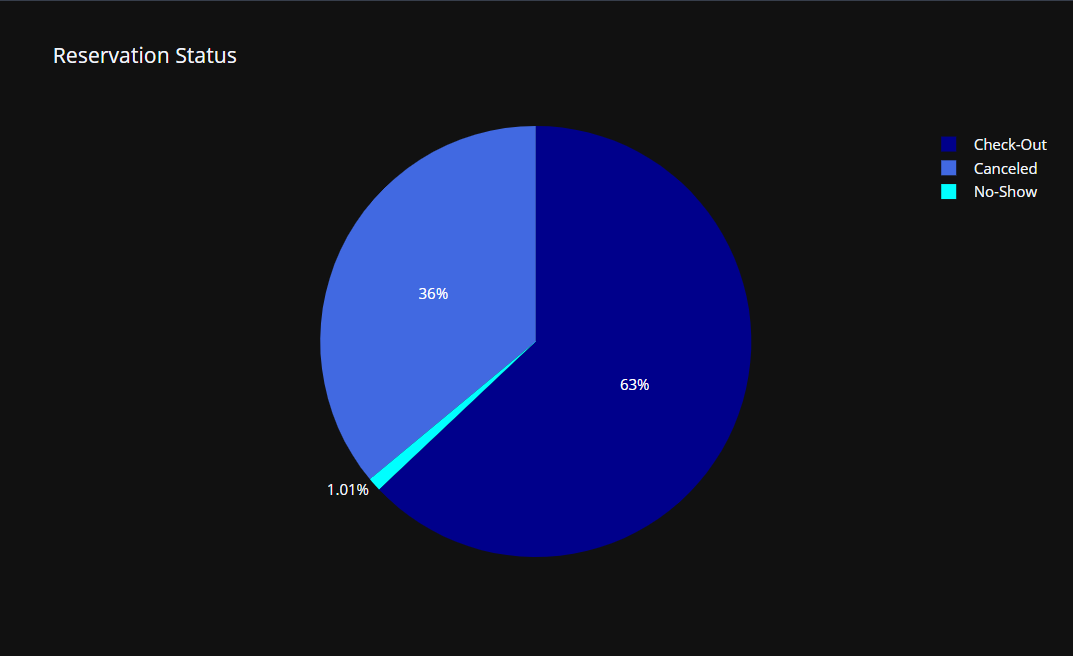 Reservation Status
Check-Out
Canceled
No-Show
36%
63%
1.01%